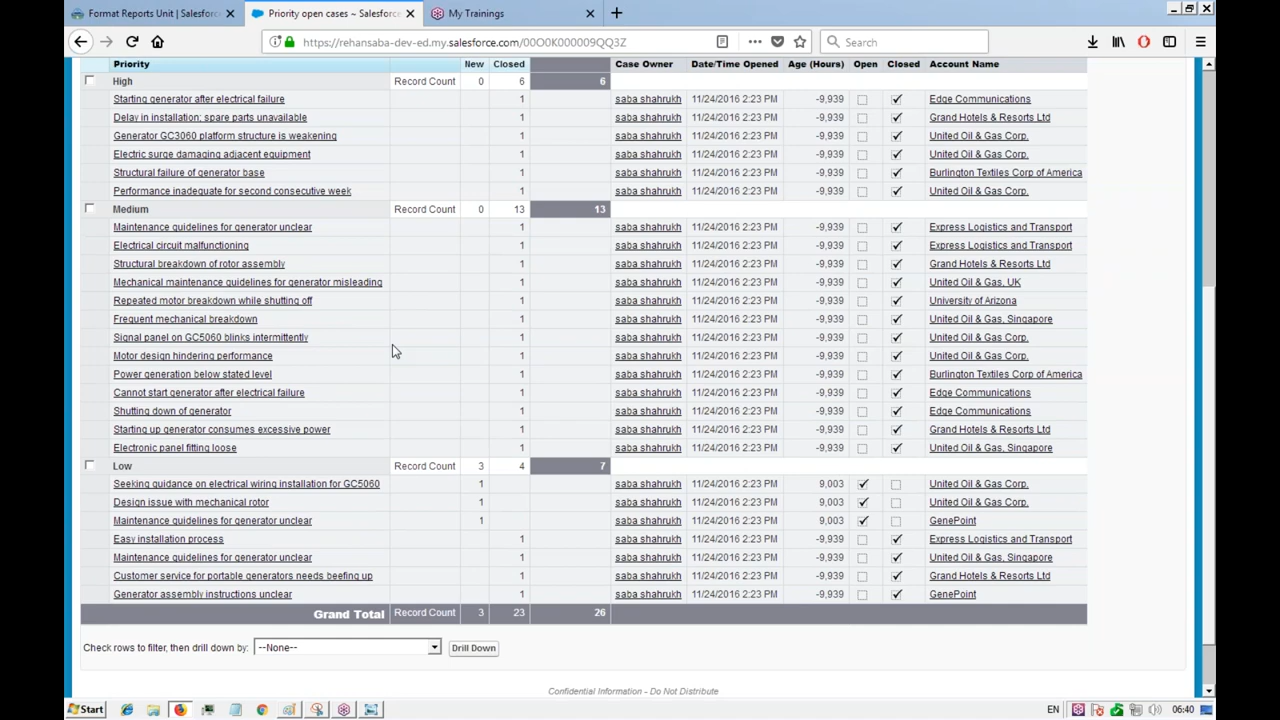 Format Reports Unit | Salesforc × Priority open cases ~ Salesforce × My Trainings × +
https://rehansaba-dev-ed.my.salesforce.com/00O0K000009QQ3Z Search
Priority New Closed Case Owner Date/Time Opened Age (Hours) Open Closed Account Name
High Record Count 0 6 6
Starting generator after electrical failure 1 saba shahrukh 11/24/2016 2:23 PM -9,939 Edge Communications
Delay in installation; spare parts unavailable 1 saba shahrukh 11/24/2016 2:23 PM -9,939 Grand Hotels & Resorts Ltd
Generator GC3060 platform structure is weakening 1 saba shahrukh 11/24/2016 2:23 PM -9,939 United Oil & Gas Corp.
Electric surge damaging adjacent equipment 1 saba shahrukh 11/24/2016 2:23 PM -9,939 United Oil & Gas Corp.
Structural failure of generator base 1 saba shahrukh 11/24/2016 2:23 PM -9,939 Burlington Textiles Corp of America
Performance inadequate for second consecutive week 1 saba shahrukh 11/24/2016 2:23 PM -9,939 United Oil & Gas Corp.
Medium Record Count 0 13 13
Maintenance guidelines for generator unclear 1 saba shahrukh 11/24/2016 2:23 PM -9,939 Express Logistics and Transport
Electrical circuit malfunctioning 1 saba shahrukh 11/24/2016 2:23 PM -9,939 Express Logistics and Transport
Structural breakdown of rotor assembly 1 saba shahrukh 11/24/2016 2:23 PM -9,939 Grand Hotels & Resorts Ltd
Mechanical maintenance guidelines for generator misleading 1 saba shahrukh 11/24/2016 2:23 PM -9,939 United Oil & Gas, UK
Repeated motor breakdown while shutting off 1 saba shahrukh 11/24/2016 2:23 PM -9,939 University of Arizona
Frequent mechanical breakdown 1 saba shahrukh 11/24/2016 2:23 PM -9,939 United Oil & Gas, Singapore
Signal panel on GC5060 blinks intermittently 1 saba shahrukh 11/24/2016 2:23 PM -9,939 United Oil & Gas Corp.
Motor design hindering performance 1 saba shahrukh 11/24/2016 2:23 PM -9,939 United Oil & Gas Corp.
Power generation below stated level 1 saba shahrukh 11/24/2016 2:23 PM -9,939 Burlington Textiles Corp of America
Cannot start generator after electrical failure 1 saba shahrukh 11/24/2016 2:23 PM -9,939 Edge Communications
Shutting down of generator 1 saba shahrukh 11/24/2016 2:23 PM -9,939 Edge Communications
Starting up generator consumes excessive power 1 saba shahrukh 11/24/2016 2:23 PM -9,939 Grand Hotels & Resorts Ltd
Electronic panel fitting loose 1 saba shahrukh 11/24/2016 2:23 PM -9,939 United Oil & Gas, Singapore
Low Record Count 3 4 7
Seeking guidance on electrical wiring installation for GC5060 1 saba shahrukh 11/24/2016 2:23 PM 9,003 United Oil & Gas Corp.
Design issue with mechanical rotor 1 saba shahrukh 11/24/2016 2:23 PM 9,003 United Oil & Gas Corp.
Maintenance guidelines for generator unclear 1 saba shahrukh 11/24/2016 2:23 PM 9,003 GenePoint
Easy installation process 1 saba shahrukh 11/24/2016 2:23 PM -9,939 Express Logistics and Transport
Maintenance guidelines for generator unclear 1 saba shahrukh 11/24/2016 2:23 PM -9,939 United Oil & Gas, Singapore
Customer service for portable generators needs beefing up 1 saba shahrukh 11/24/2016 2:23 PM -9,939 Grand Hotels & Resorts Ltd
Generator assembly instructions unclear 1 saba shahrukh 11/24/2016 2:23 PM -9,939 GenePoint
Grand Total Record Count 3 23 26
Check rows to filter, then drill down by: --None-- Drill Down
Confidential Information - Do Not Distribute
Start EN 06:40